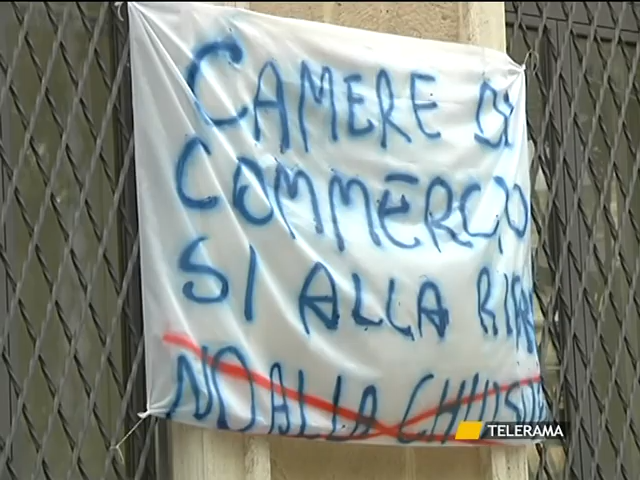 CAMERE DI
COMMERCIO
SI ALLA
NO ALLA
TELERAMA